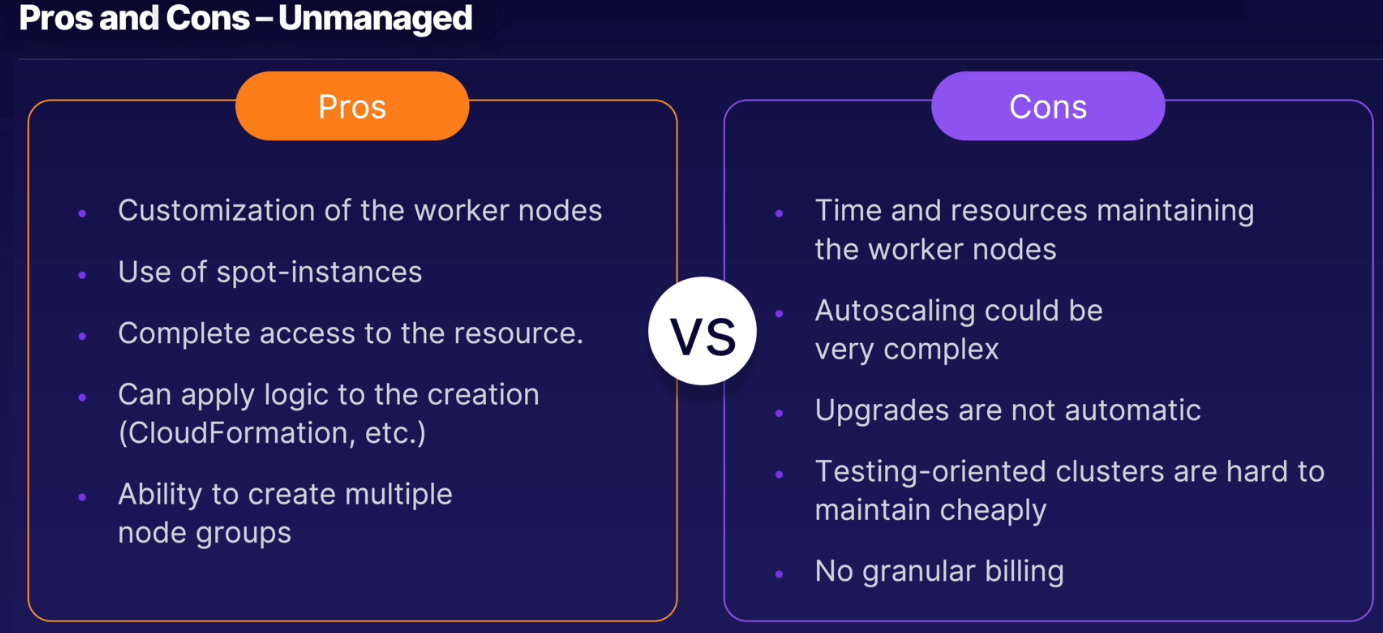 Pros and Cons – Unmanaged
Pros
• Customization of the worker nodes
• Use of spot-instances
• Complete access to the resource.
• Can apply logic to the creation
(CloudFormation, etc.)
• Ability to create multiple
node groups
VS
Cons
• Time and resources maintaining
the worker nodes
• Autoscaling could be
very complex
• Upgrades are not automatic
• Testing-oriented clusters are hard to
maintain cheaply
• No granular billing